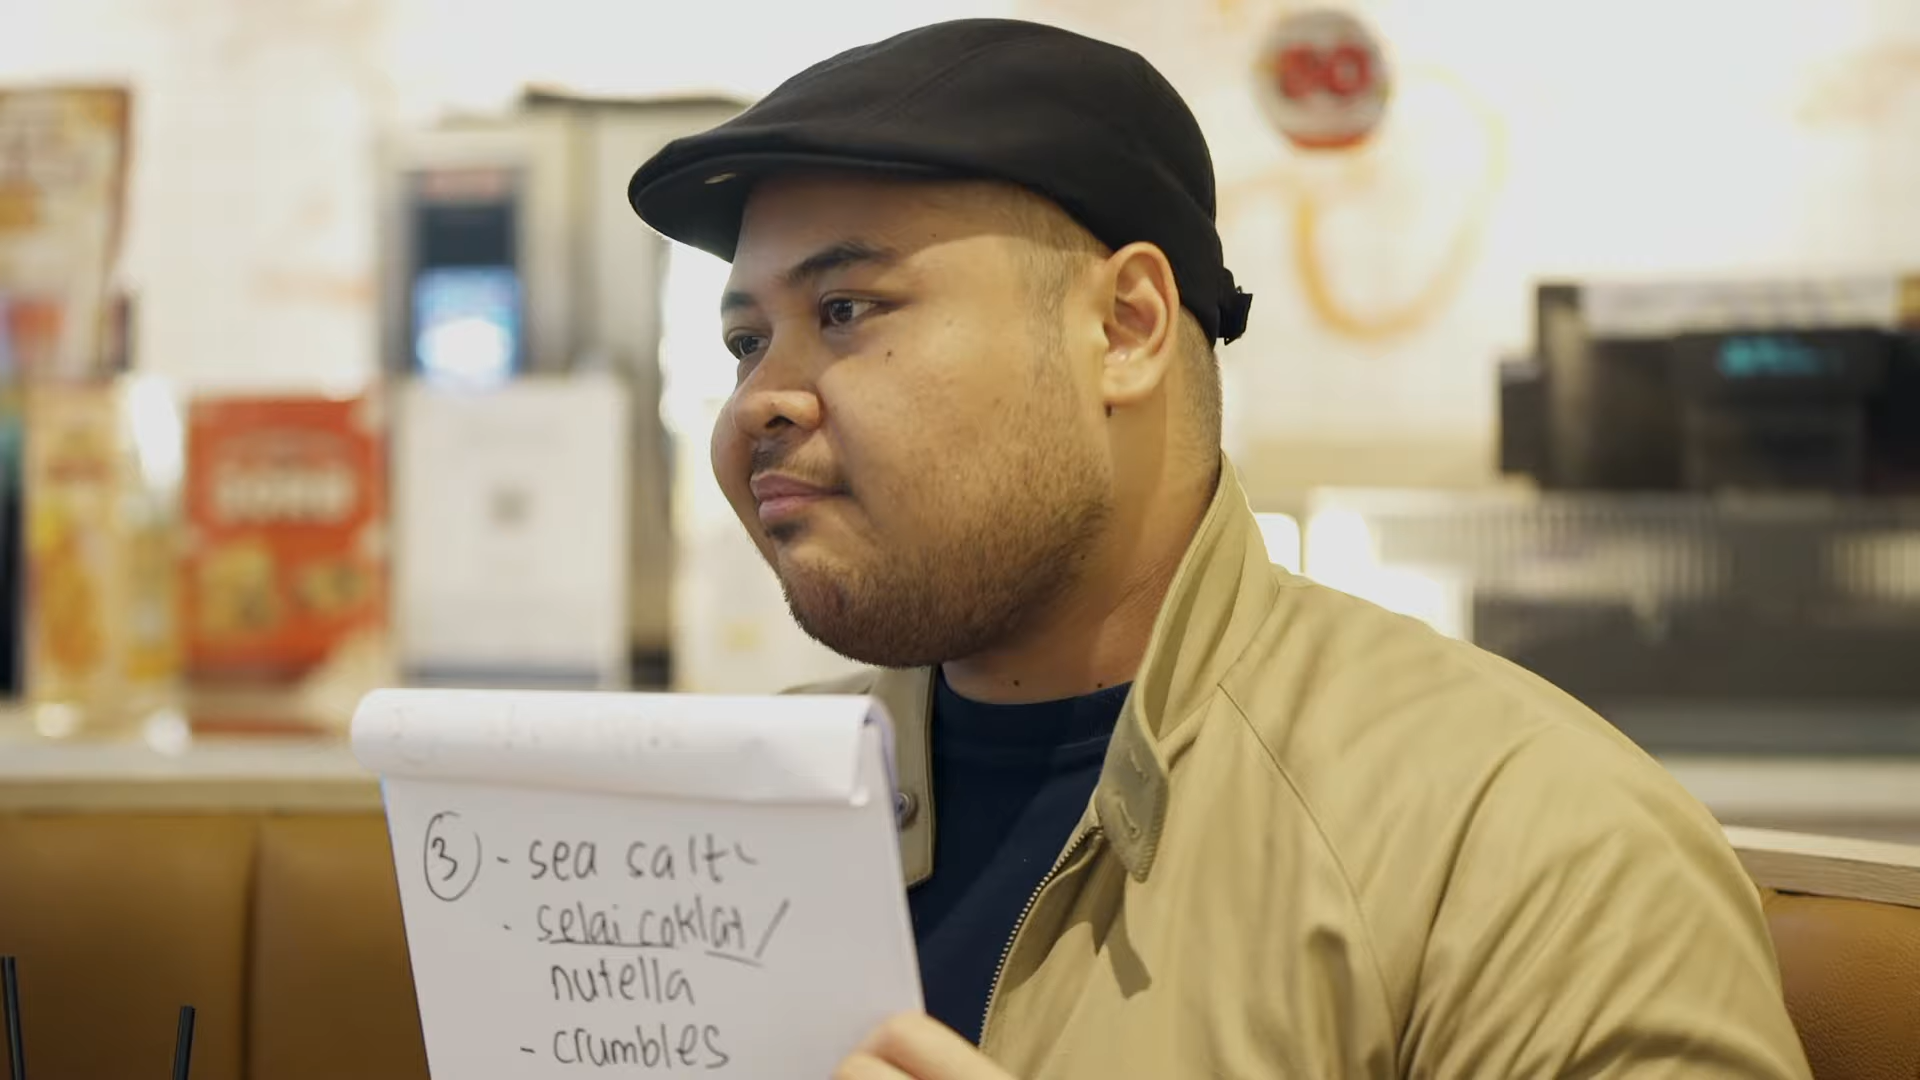 ③ - sea salt
- selai coklat /
nutella
- crumbles